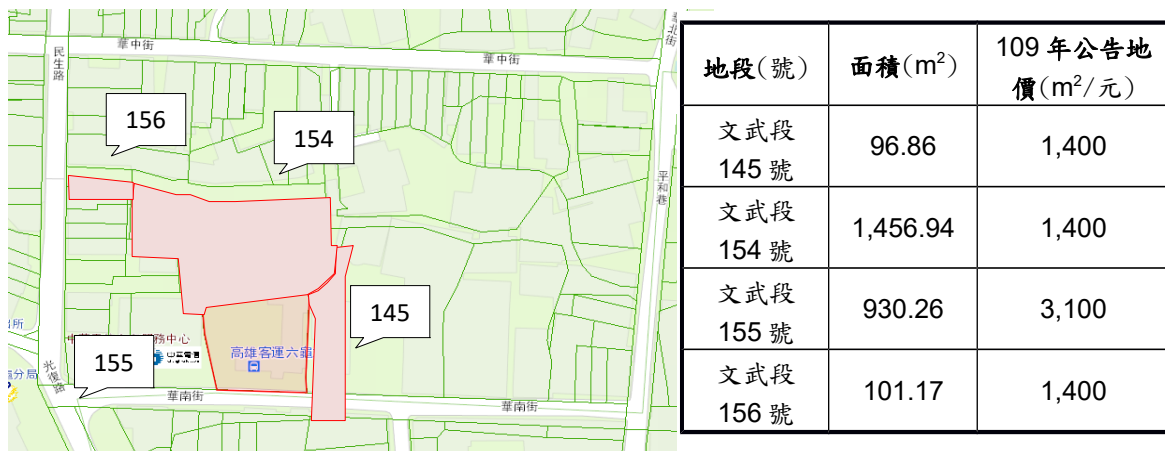 華中街
華中街
民生路
156
154
平和巷
145
高雄客運六龜
155
光復路
華南街
華南街
地段(號)
面積(m²)
109 年公告地
價(m²/元)
文武段
145 號
96.86
1,400
文武段
154 號
1,456.94
1,400
文武段
155 號
930.26
3,100
文武段
156 號
101.17
1,400